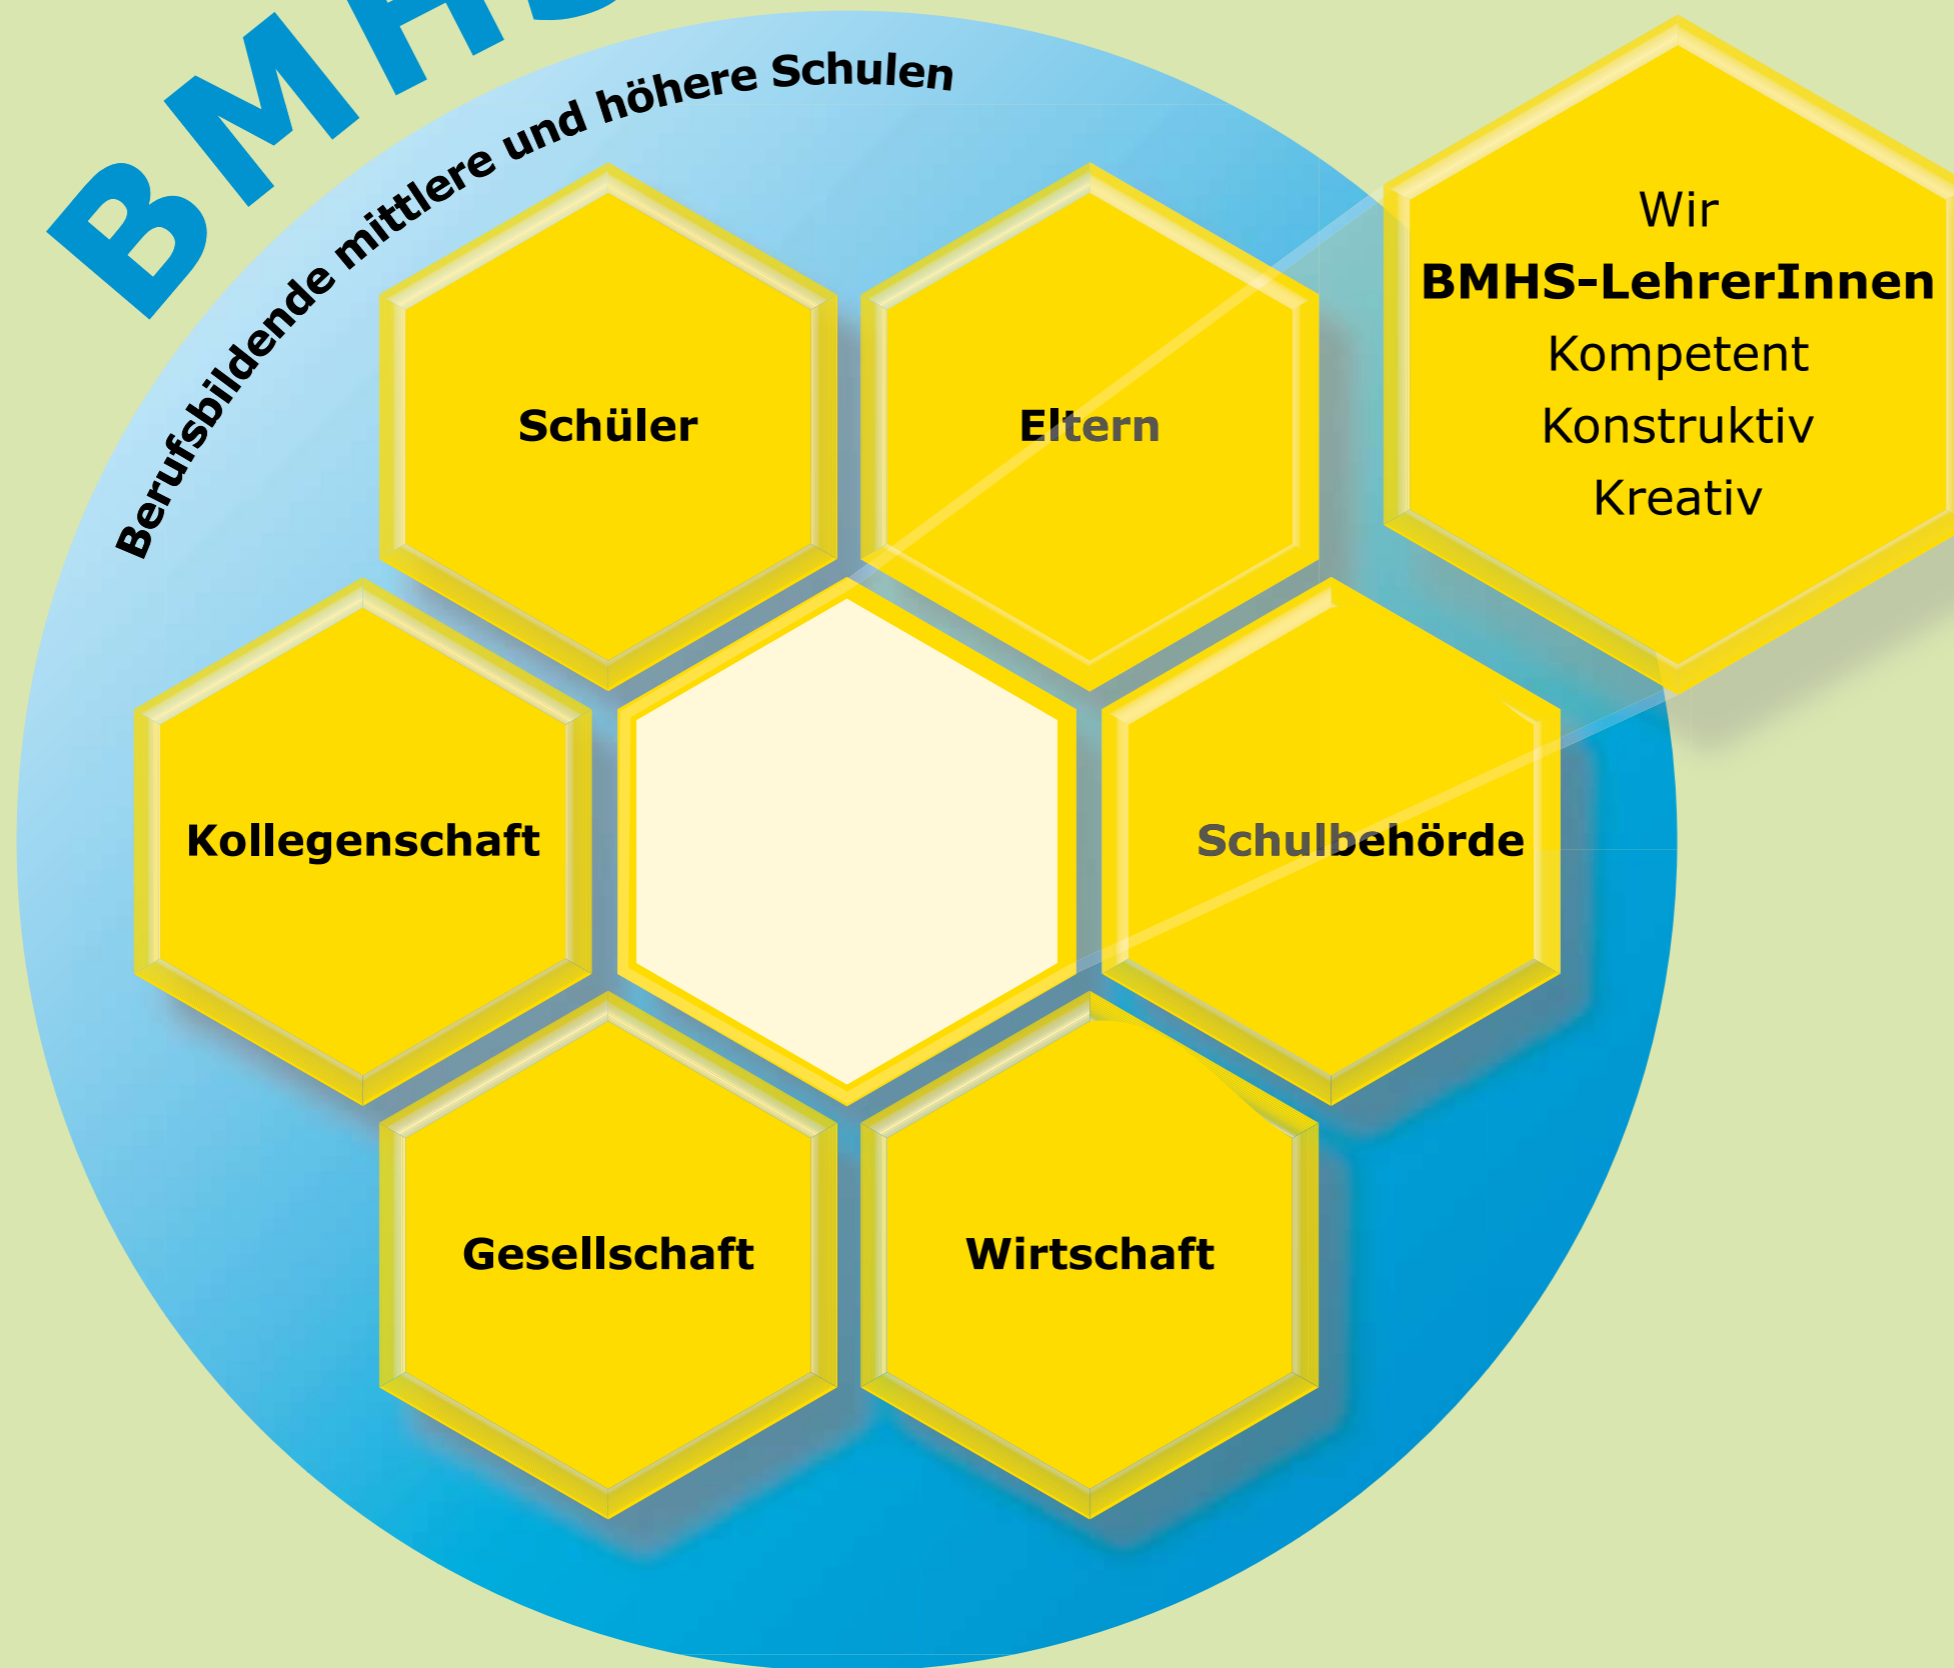 BMHS
Berufsbildende mittlere und höhere Schulen
Wir
BMHS-LehrerInnen
Kompetent
Konstruktiv
Kreativ
Schüler
Eltern
Kollegenschaft
Schulbehörde
Gesellschaft
Wirtschaft